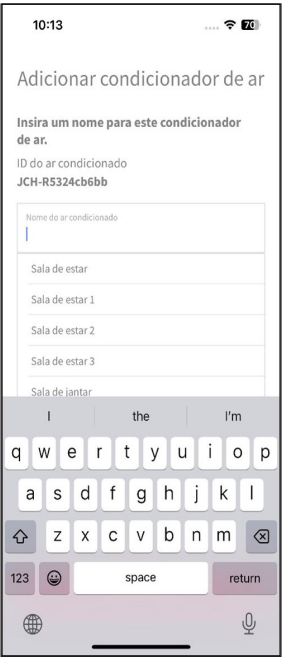 10:13
70
Adicionar condicionador de ar
Insira um nome para este condicionador
de ar.
ID do ar condicionado
JCH-R5324cb6bb
Nome do ar condicionado
Sala de estar
Sala de estar 1
Sala de estar 2
Sala de estar 3
Sala de jantar
I the I'm
q w e r t y u i o p
a s d f g h j k l
z x c v b n m
123 space return